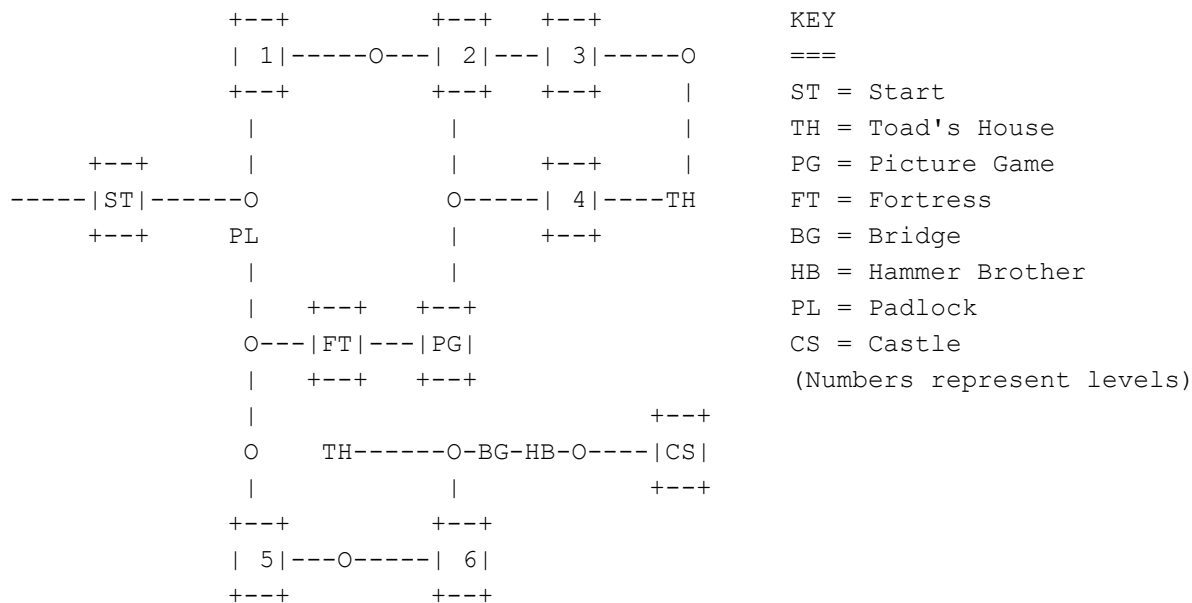 +--+          +--+   +--+             KEY
               | 1|-----O---| 2|---| 3|-----O      ===
               +--+          +--+   +--+      |      ST = Start
                |             |               |      TH = Toad's House
     +--+       |             |     +--+      |      PG = Picture Game
-----|ST|------O             O-----| 4|----TH      FT = Fortress
     +--+      PL             |     +--+             BG = Bridge
                |             |                      HB = Hammer Brother
                |   +--+   +--+                      PL = Padlock
                O---|FT|---|PG|                      CS = Castle
                |   +--+   +--+                      (Numbers represent levels)
                |                          +--+
                O    TH------O-BG-HB-O----|CS|
                |             |            +--+
               +--+          +--+
               | 5|---O-----| 6|
               +--+          +--+